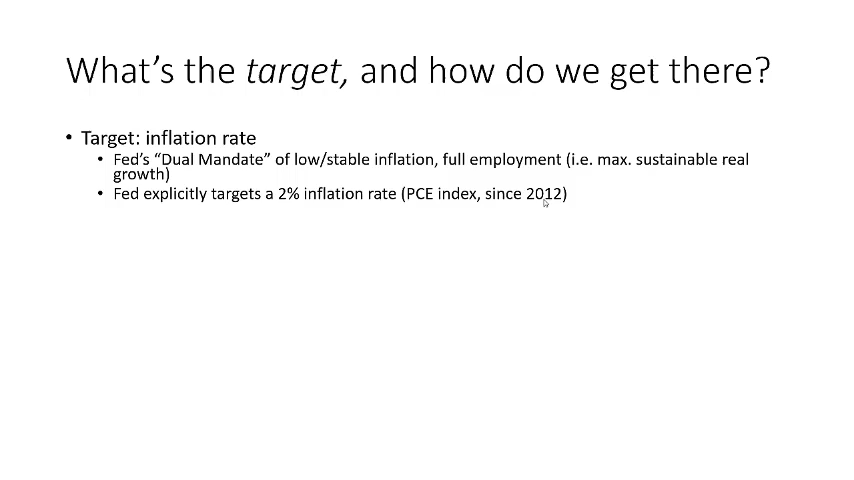 What’s the target, and how do we get there?
• Target: inflation rate
• Fed’s “Dual Mandate” of low/stable inflation, full employment (i.e. max. sustainable real
growth)
• Fed explicitly targets a 2% inflation rate (PCE index, since 2012)